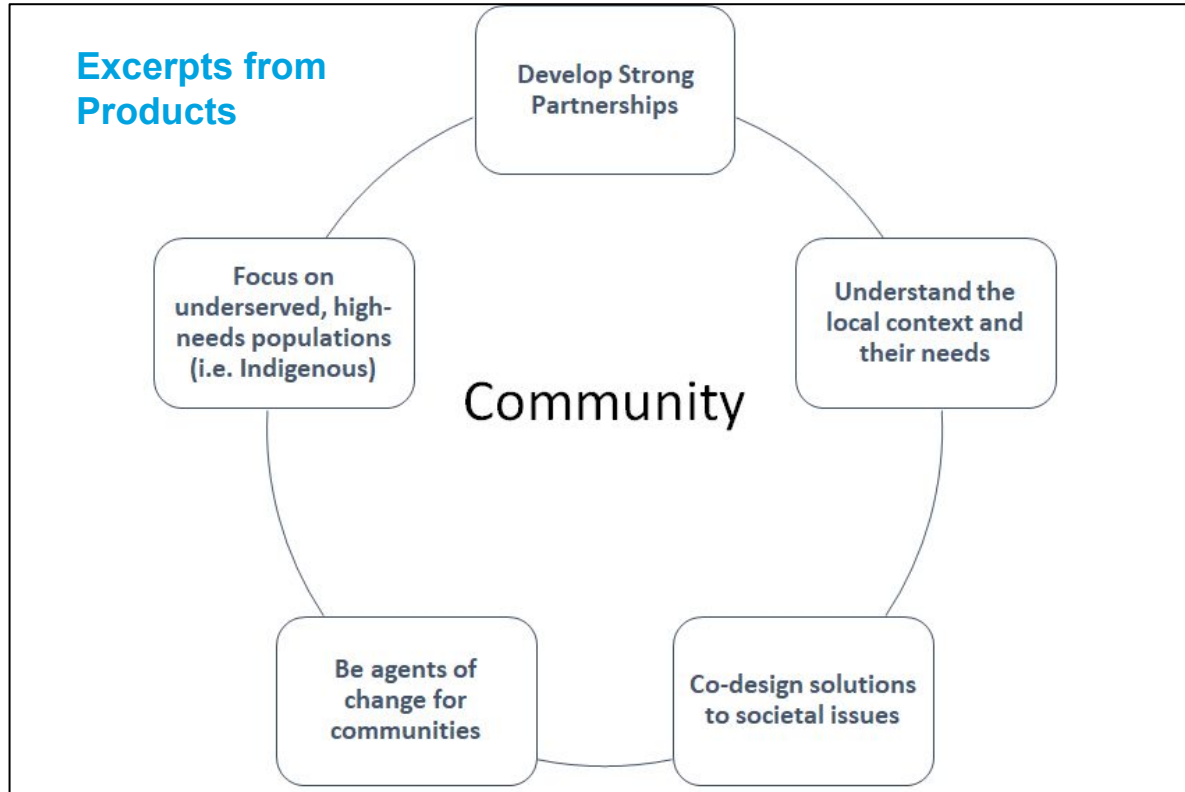 Excerpts from
Products
Develop Strong
Partnerships
Understand the
local context and
their needs
Co-design solutions
to societal issues
Be agents of
change for
communities
Focus on
underserved, high-
needs populations
(i.e. Indigenous)
Community